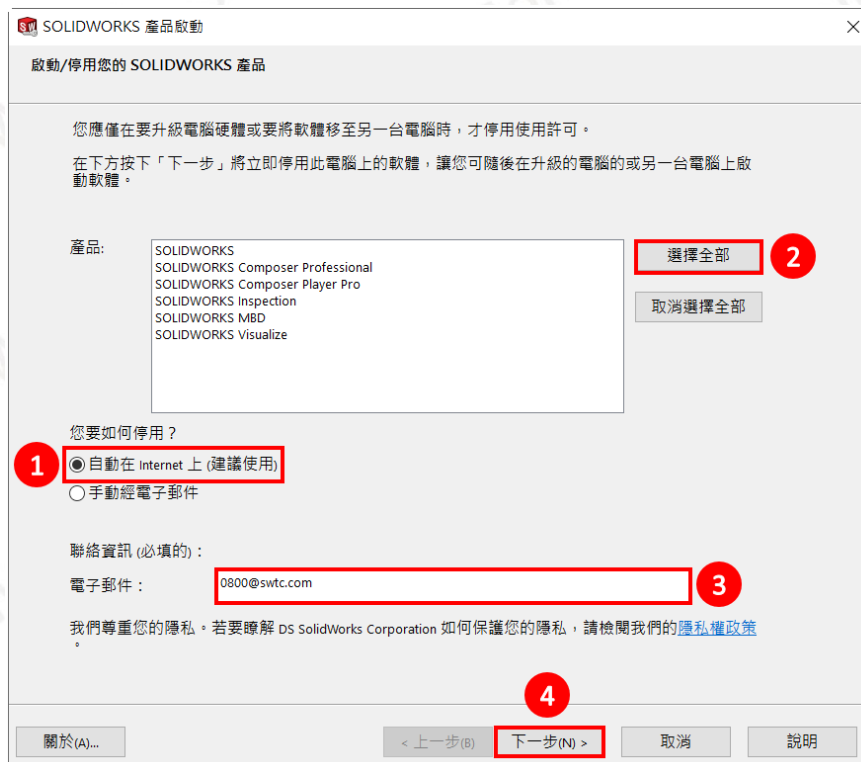 SOLIDWORKS 產品啟動
啟動/停用您的 SOLIDWORKS 產品
您應僅在要升級電腦硬體或要將軟體移至另一台電腦時，才停用使用許可。
在下方按下「下一步」將立即停用此電腦上的軟體，讓您可隨後在升級的電腦的或另一台電腦上啟
動軟體。
產品:
SOLIDWORKS
SOLIDWORKS Composer Professional
SOLIDWORKS Composer Player Pro
SOLIDWORKS Inspection
SOLIDWORKS MBD
SOLIDWORKS Visualize
選擇全部
2
取消選擇全部
您要如何停用？
1
自動在 Internet 上 (建議使用)
手動經電子郵件
聯絡資訊 (必填的)：
電子郵件：
0800@swtc.com
3
我們尊重您的隱私。若要瞭解 DS SolidWorks Corporation 如何保護您的隱私，請檢閱我們的隱私權政策
。
4
關於(A)...
< 上一步(B)
下一步(N) >
取消
說明